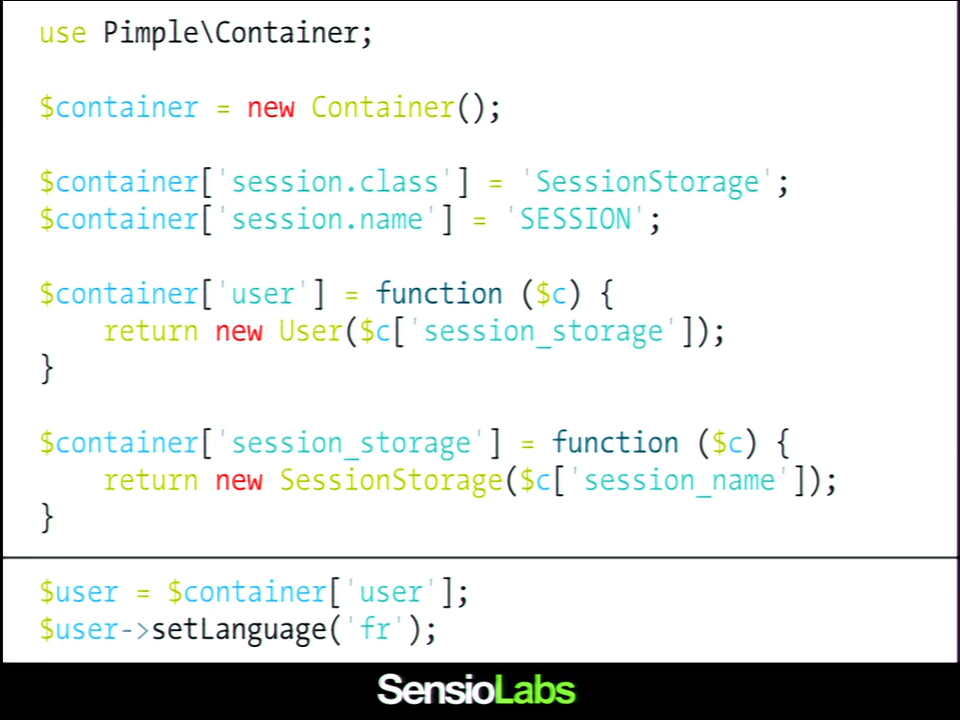 use Pimple\Container;
$container = new Container();
$container['session.class'] = 'SessionStorage';
$container['session.name'] = 'SESSION';
$container['user'] = function ($c) {
    return new User($c['session_storage']);
}
$container['session_storage'] = function ($c) {
    return new SessionStorage($c['session_name']);
}
$user = $container['user'];
$user->setLanguage('fr');
SensioLabs